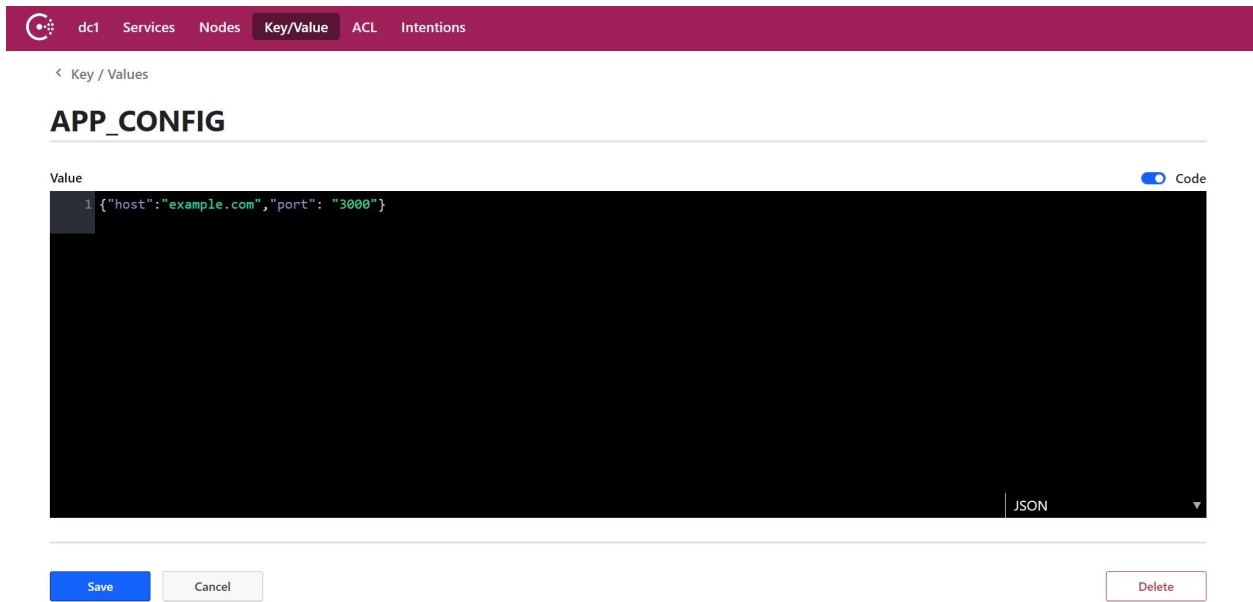 dc1 Services Nodes Key/Value ACL Intentions
< Key / Values
APP_CONFIG
Value Code
1 {"host":"example.com","port": "3000"}
JSON
Save Cancel Delete